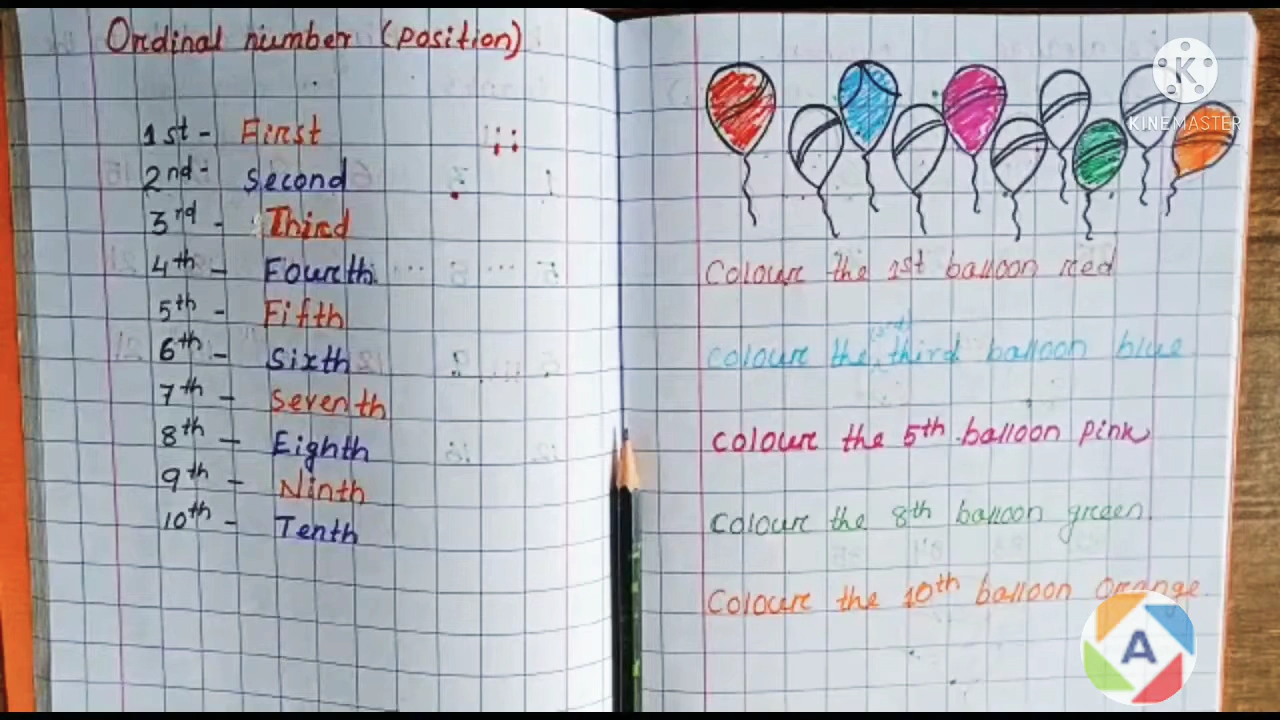 Ordinal number (position)
1st - First
2nd - Second
3rd - Third
4th - Fourth
5th - Fifth
6th - Sixth
7th - Seventh
8th - Eighth
9th - Ninth
10th - Tenth
K
KINEMASTER
Colour the 1st balloon red
(3rd)
Colour the third balloon blue
Colour the 5th balloon pink
Colour the 8th balloon green
Colour the 10th balloon Orange
A